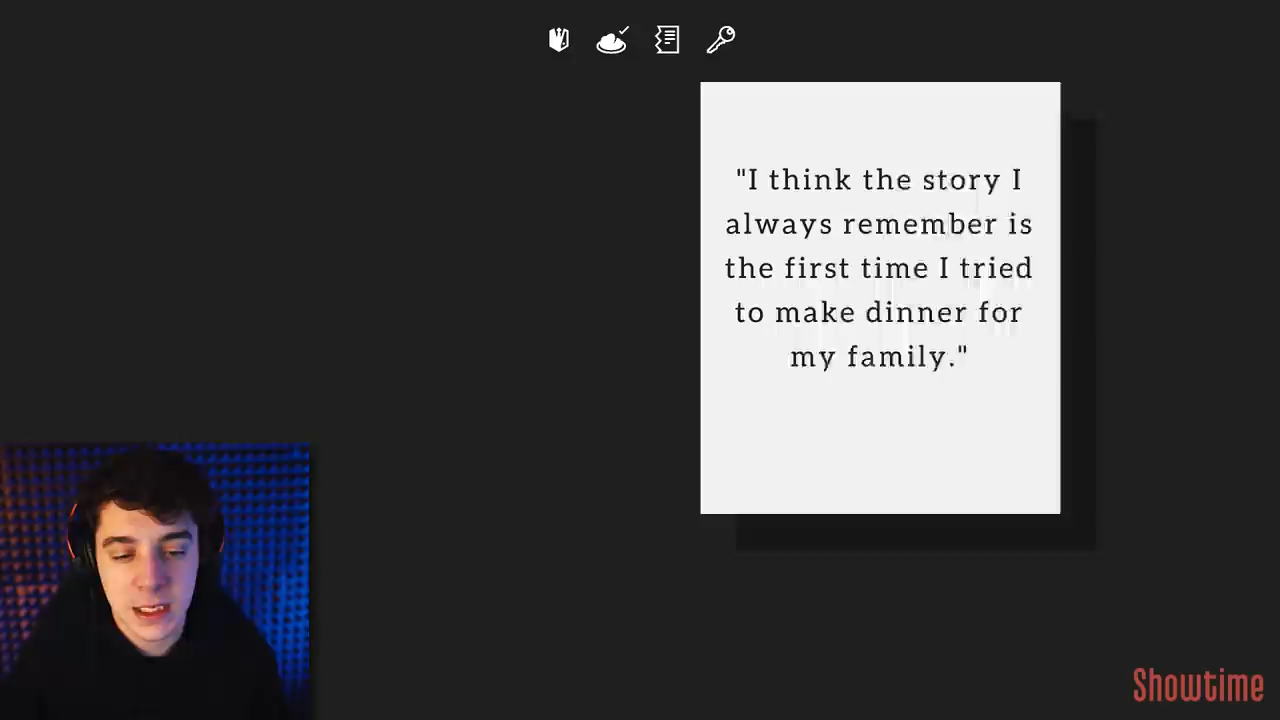 "I think the story I
always remember is
the first time I tried
to make dinner for
my family."
Showtime